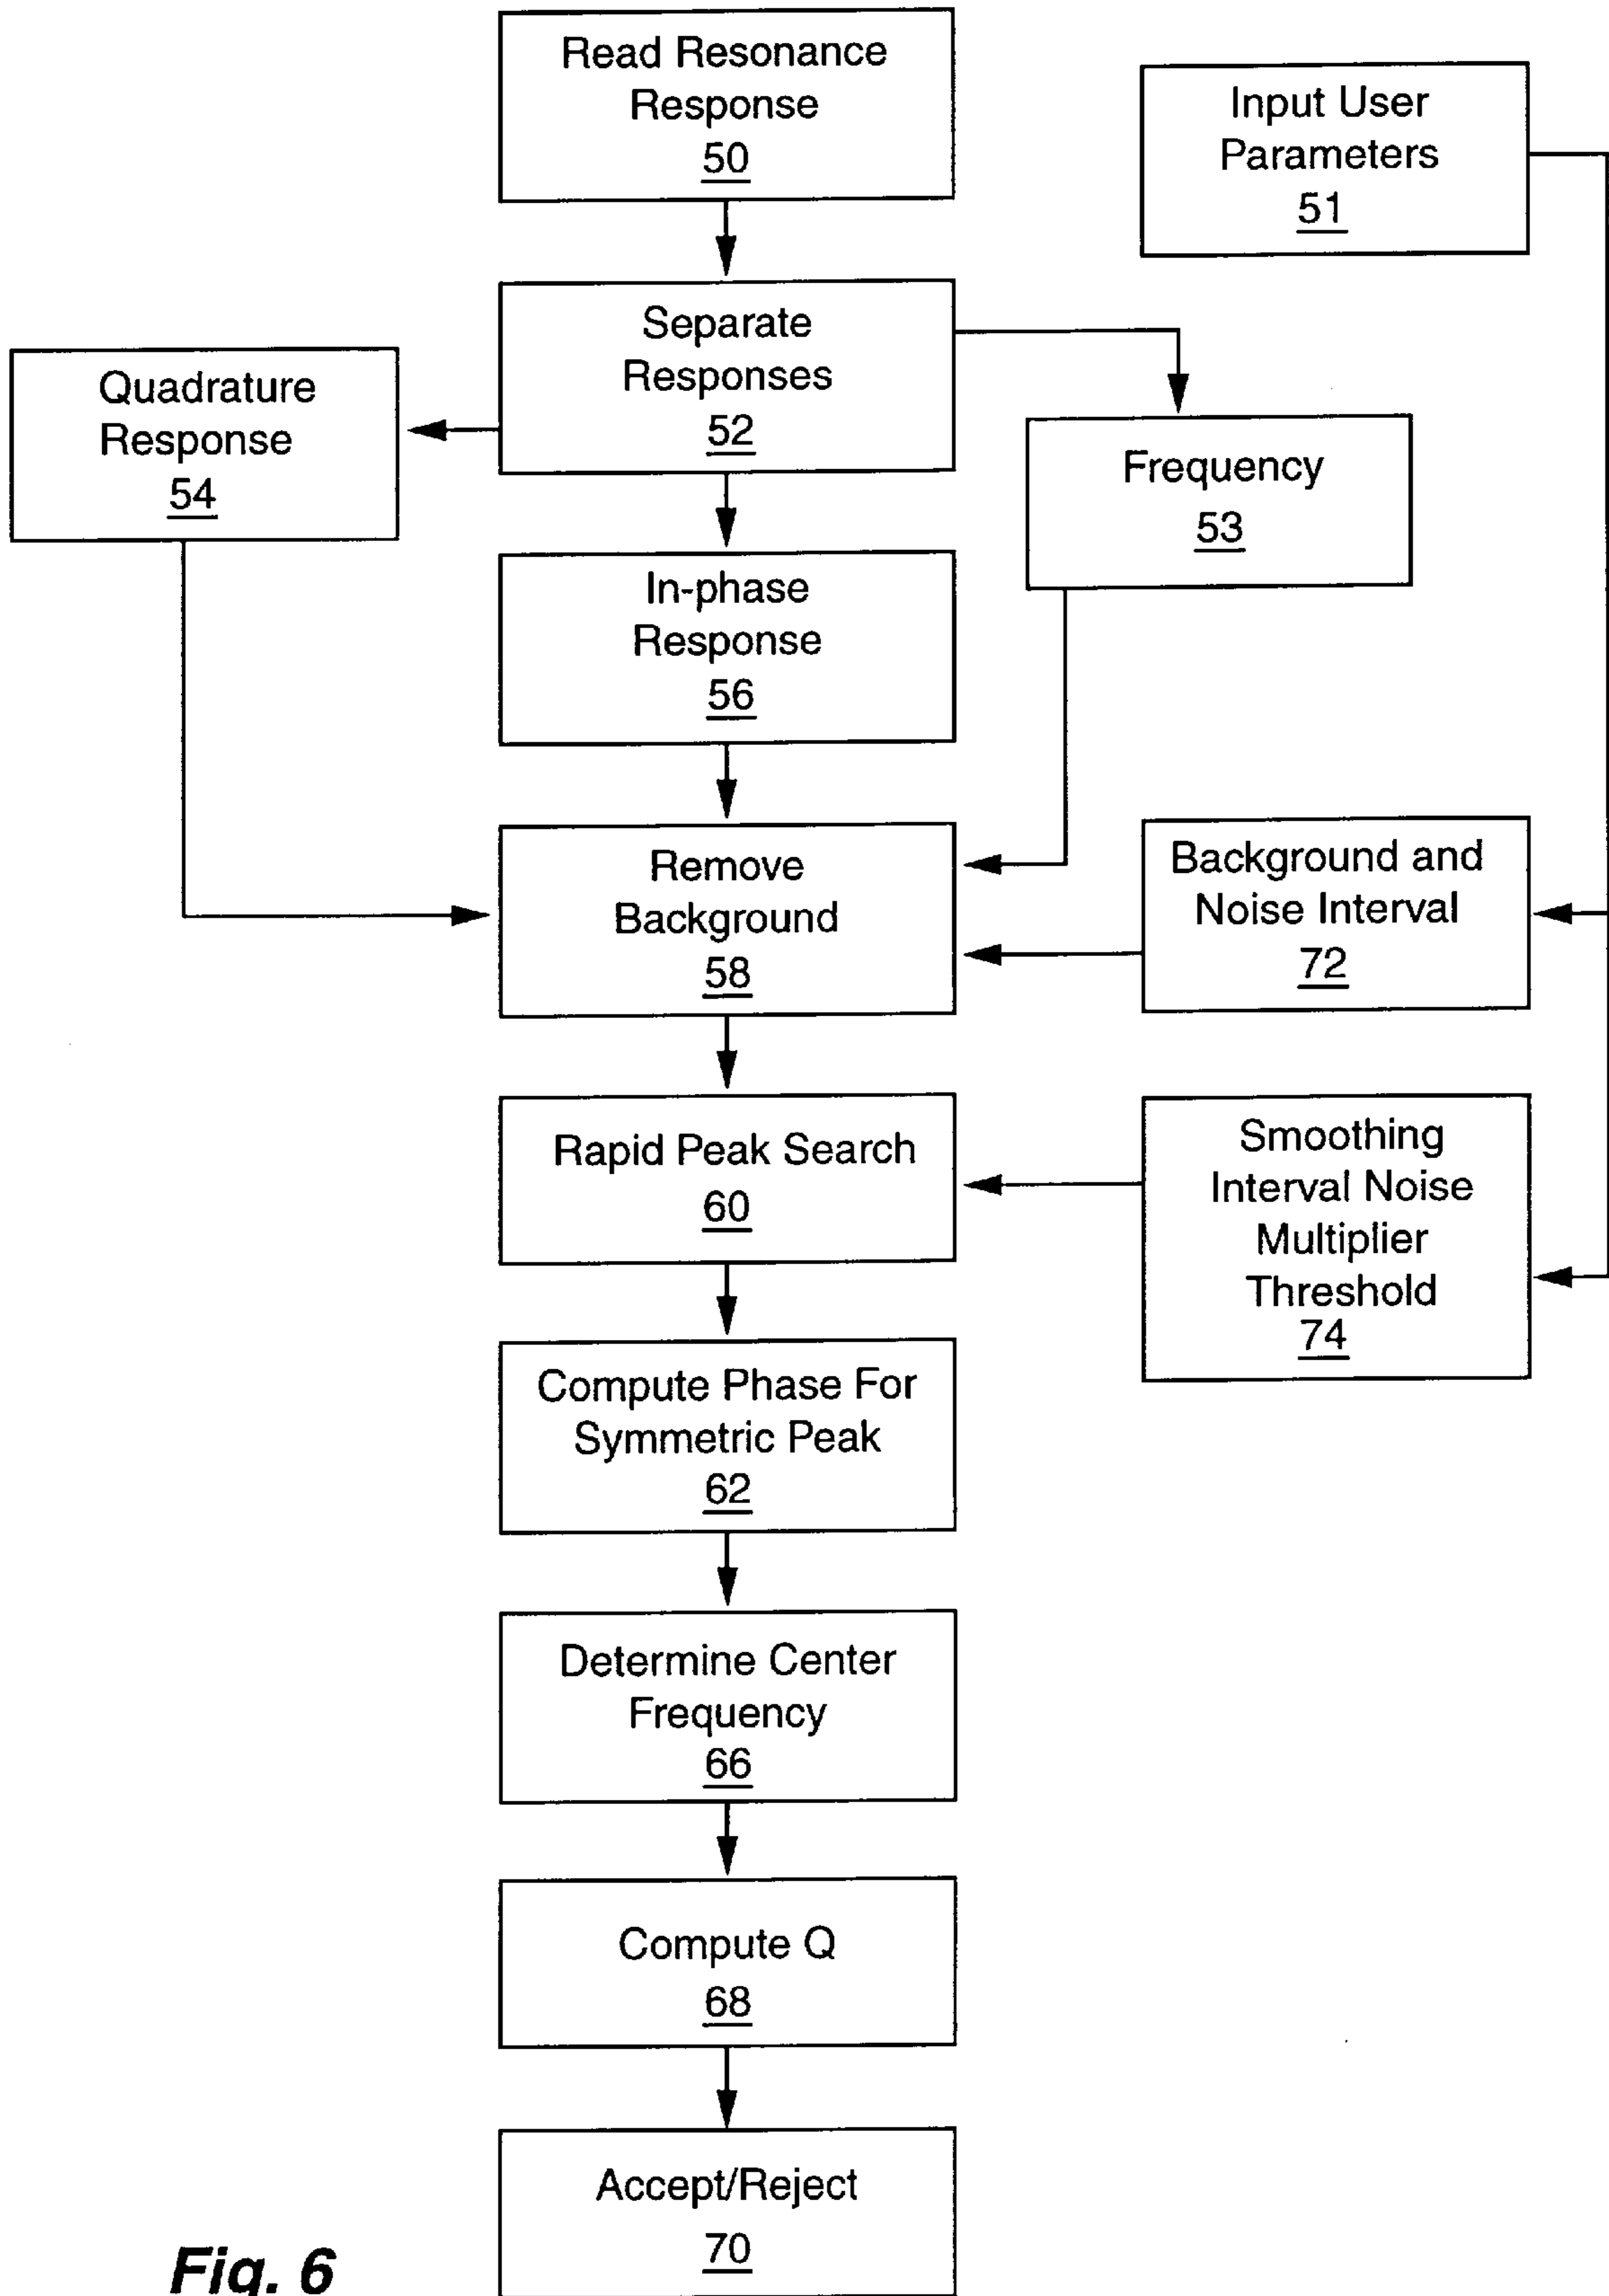 Read Resonance
Response
50
Input User
Parameters
51
Separate
Responses
52
Quadrature
Response
54
Frequency
53
In-phase
Response
56
Remove
Background
58
Background and
Noise Interval
72
Rapid Peak Search
60
Smoothing
Interval Noise
Multiplier
Threshold
74
Compute Phase For
Symmetric Peak
62
Determine Center
Frequency
66
Compute Q
68
Accept/Reject
70
Fig. 6